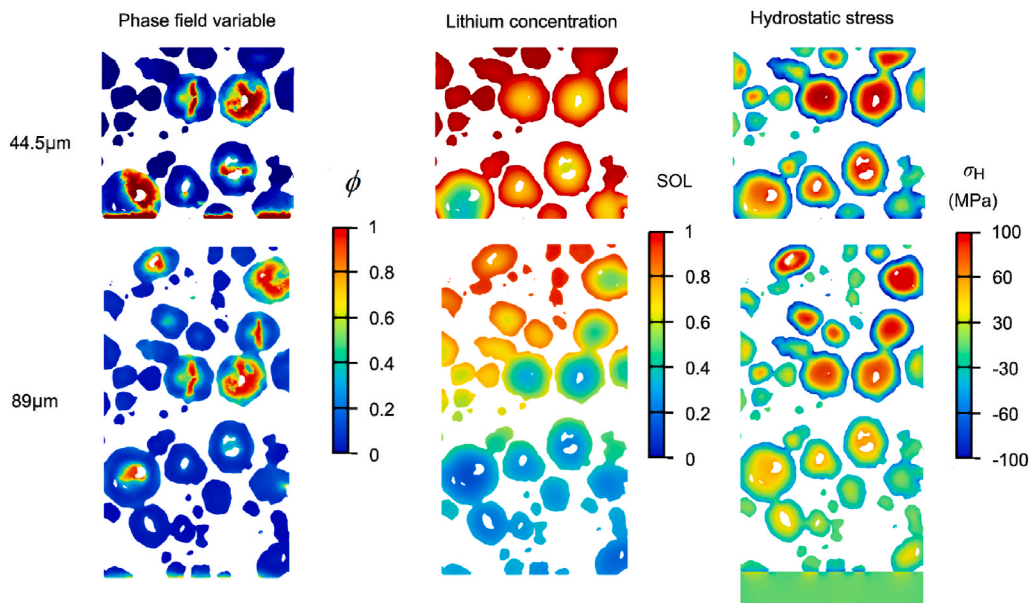 Phase field variable Lithium concentration Hydrostatic stress
44.5μm
ϕ SOL σH
(MPa)
1 1 100
0.8 0.8 60
0.6 0.6 30
0.4 0.4 -30
0.2 0.2 -60
0 0 -100
89μm